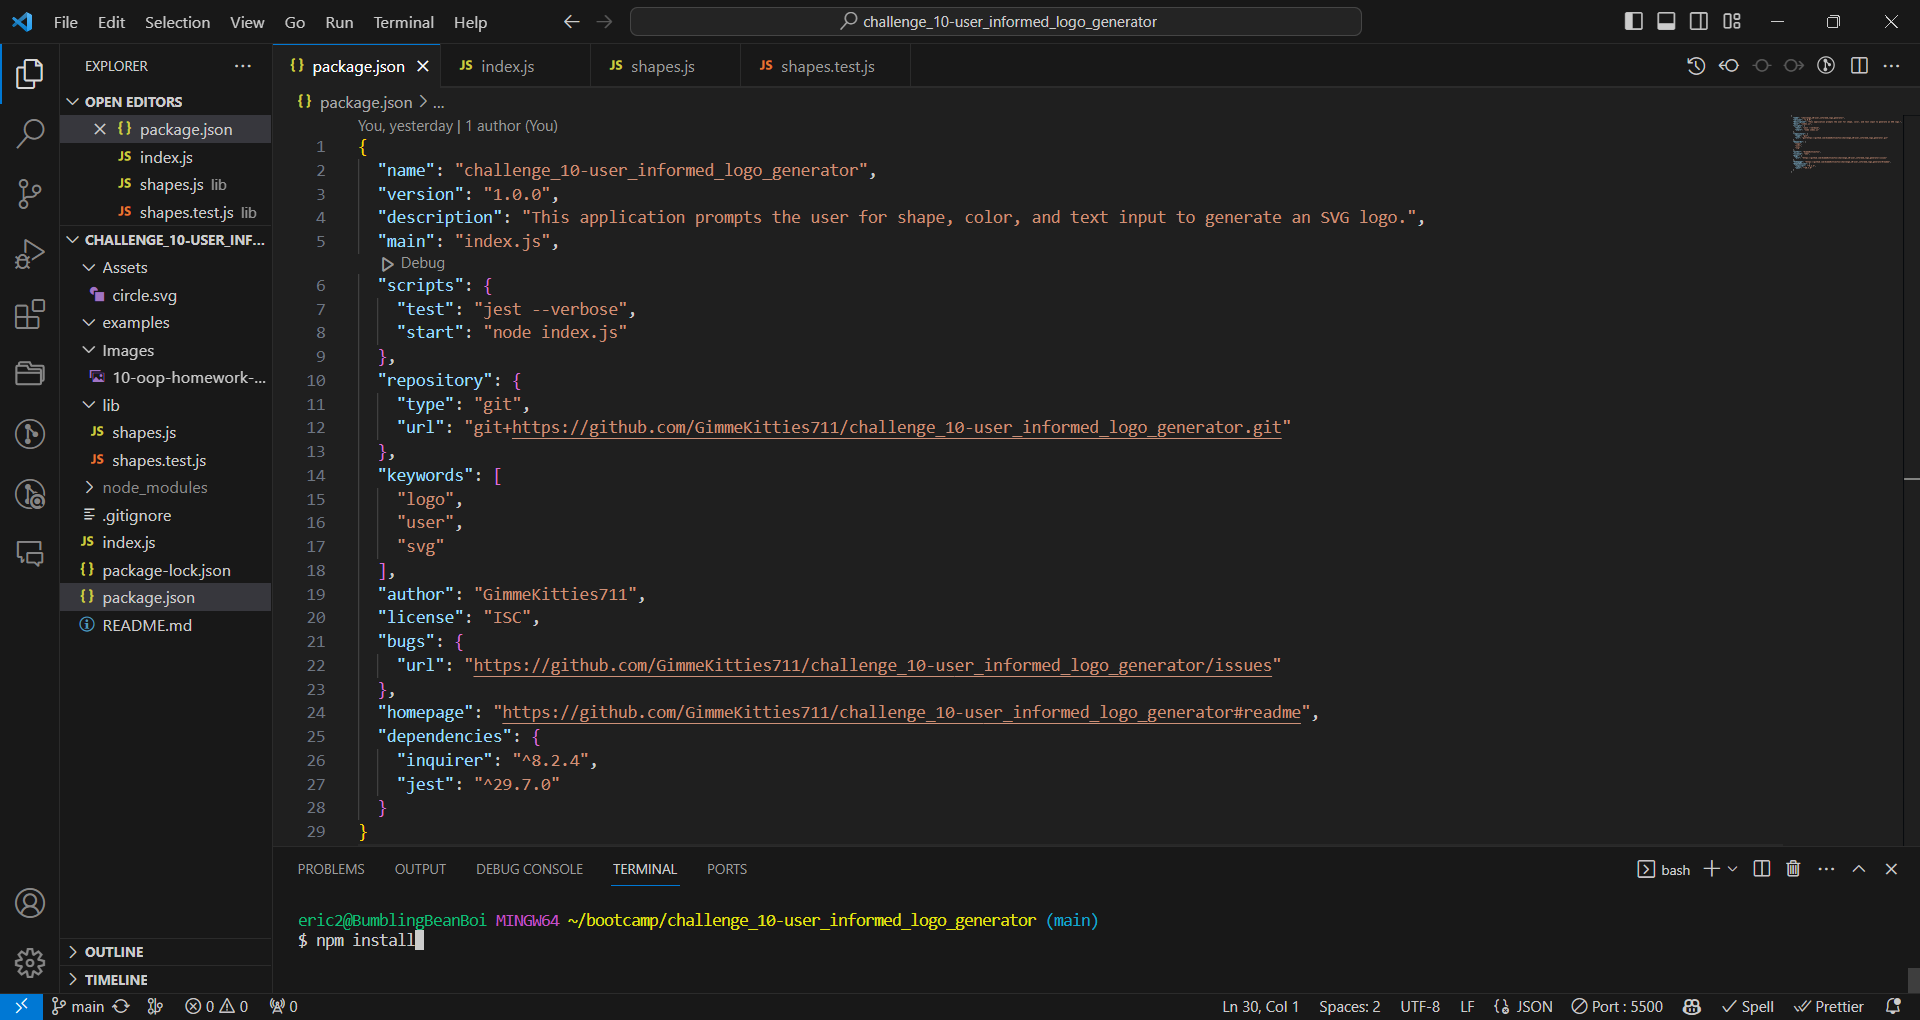 File Edit Selection View Go Run Terminal Help
challenge_10-user_informed_logo_generator
EXPLORER
OPEN EDITORS
package.json
index.js
shapes.js lib
shapes.test.js lib
CHALLENGE_10-USER_INF...
Assets
circle.svg
examples
Images
10-oop-homework-...
lib
JS shapes.js
JS shapes.test.js
node_modules
.gitignore
JS index.js
package-lock.json
package.json
README.md
OUTLINE
TIMELINE
package.json JS index.js JS shapes.js JS shapes.test.js
package.json > ...
You, yesterday | 1 author (You)
1 {
2 "name": "challenge_10-user_informed_logo_generator",
3 "version": "1.0.0",
4 "description": "This application prompts the user for shape, color, and text input to generate an SVG logo.",
5 "main": "index.js",
Debug
6 "scripts": {
7 "test": "jest --verbose",
8 "start": "node index.js"
9 },
10 "repository": {
11 "type": "git",
12 "url": "git+https://github.com/GimmeKitties711/challenge_10-user_informed_logo_generator.git"
13 },
14 "keywords": [
15 "logo",
16 "user",
17 "svg"
18 ],
19 "author": "GimmeKitties711",
20 "license": "ISC",
21 "bugs": {
22 "url": "https://github.com/GimmeKitties711/challenge_10-user_informed_logo_generator/issues"
23 },
24 "homepage": "https://github.com/GimmeKitties711/challenge_10-user_informed_logo_generator#readme",
25 "dependencies": {
26 "inquirer": "^8.2.4",
27 "jest": "^29.7.0"
28 }
29 }
PROBLEMS OUTPUT DEBUG CONSOLE TERMINAL PORTS
bash
eric2@BumblingBeanBoi MINGW64 ~/bootcamp/challenge_10-user_informed_logo_generator (main)
$ npm install
main 0 0 0 Ln 30, Col 1 Spaces: 2 UTF-8 LF {} JSON Port : 5500 Spell Prettier